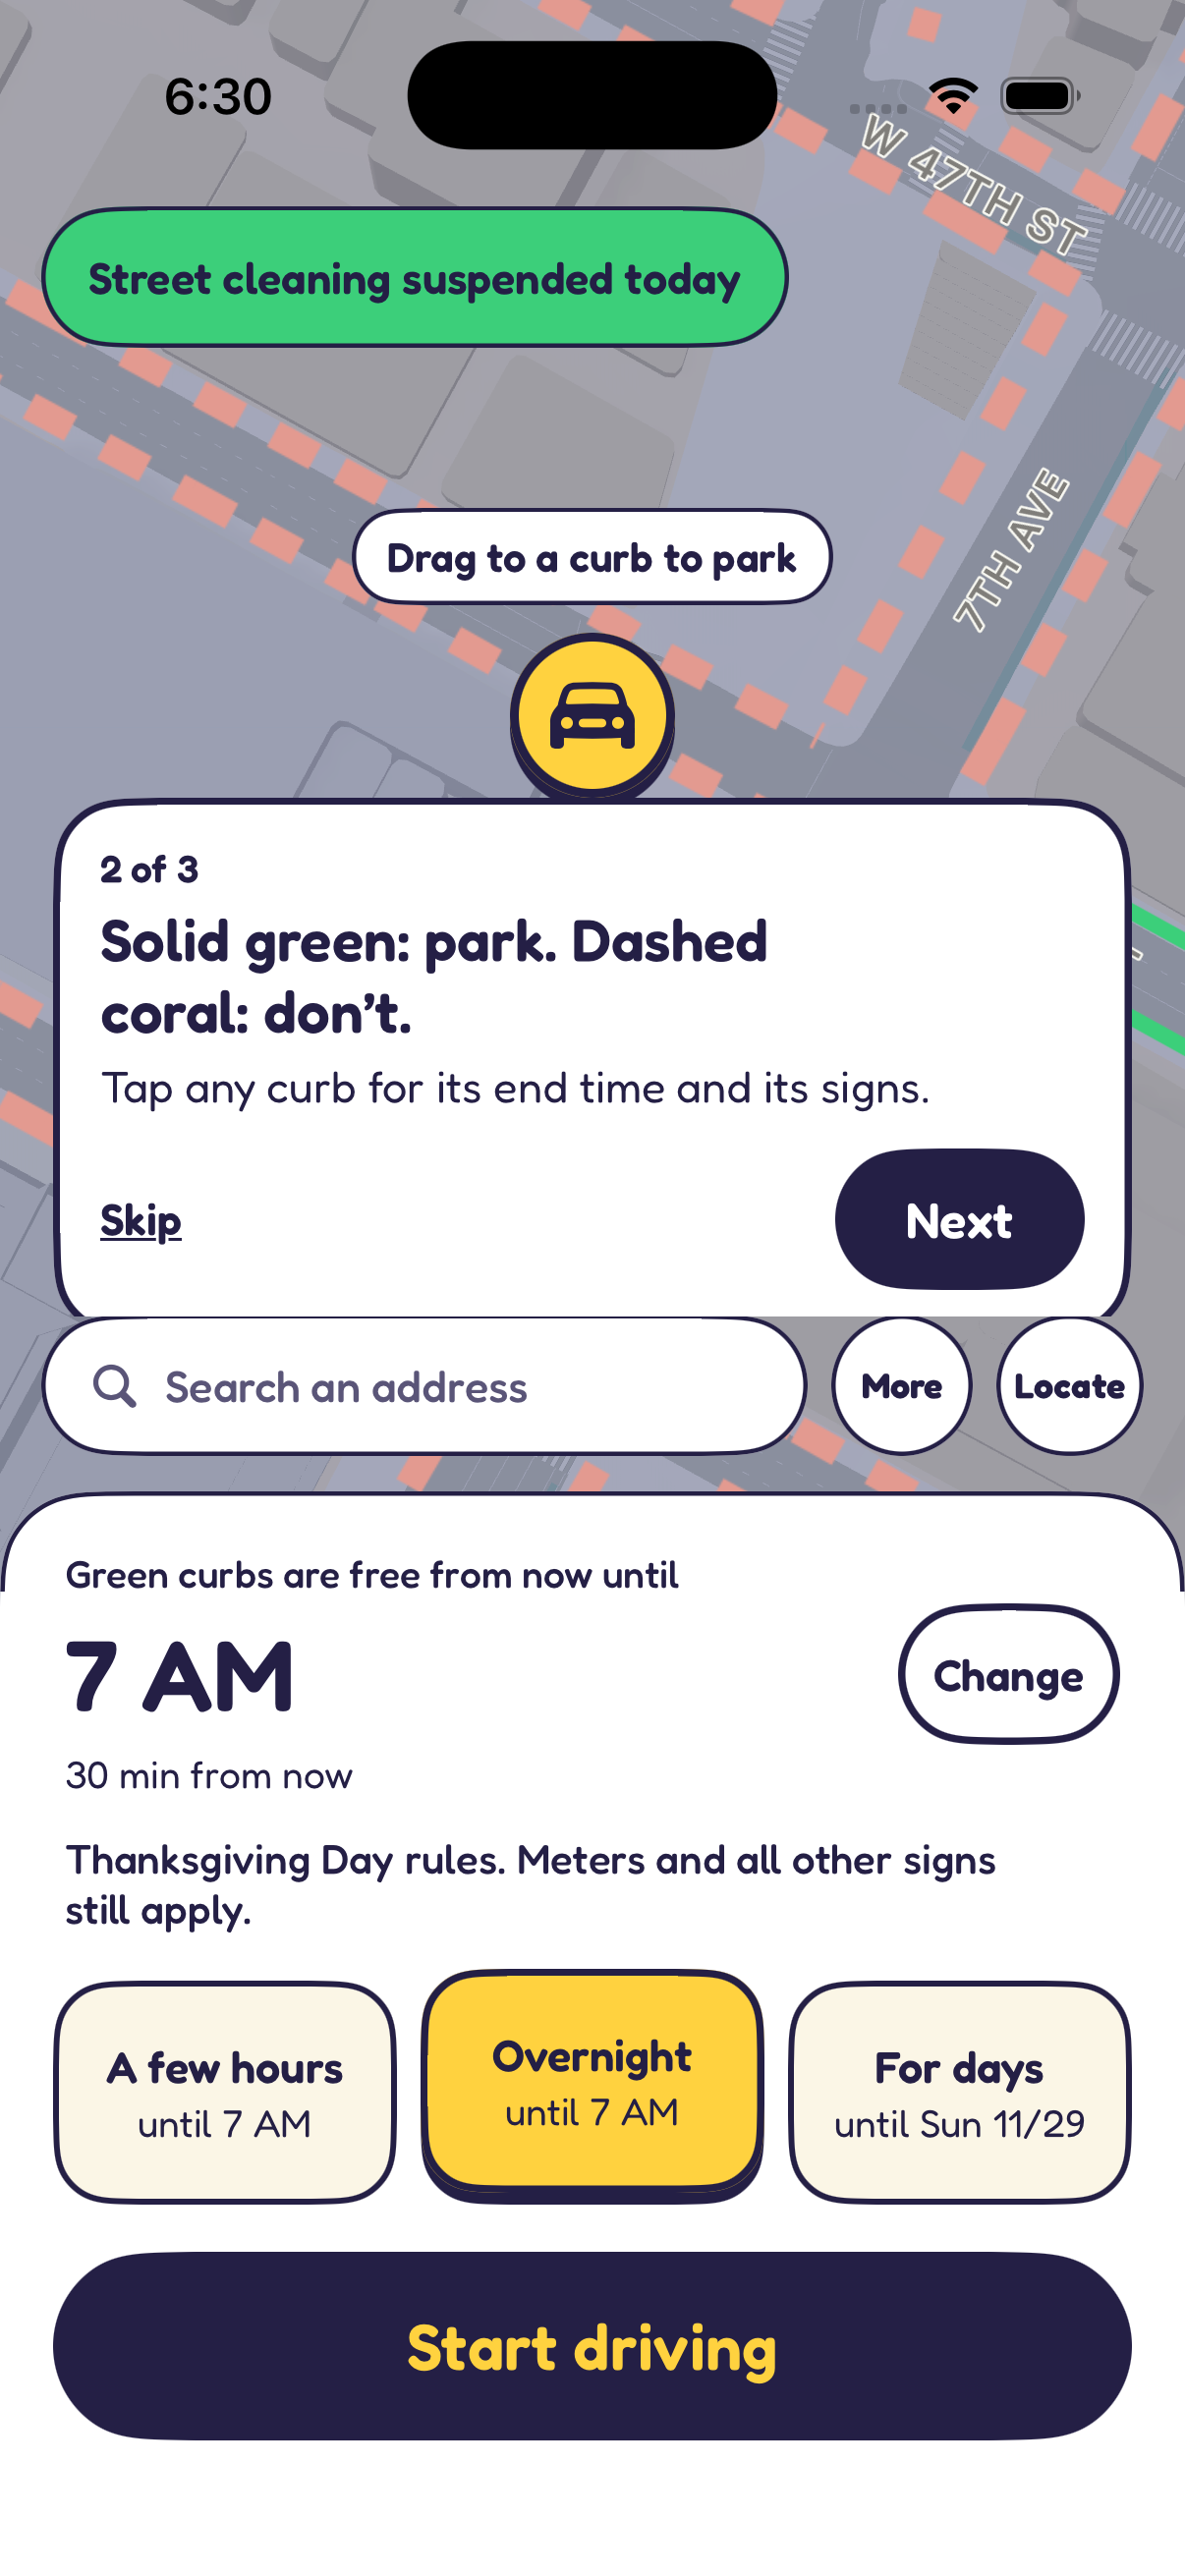 6:30
W 47TH ST
Street cleaning suspended today
7TH AVE
Drag to a curb to park
2 of 3
Solid green: park. Dashed
coral: don’t.
Tap any curb for its end time and its signs.
Skip
Next
Search an address
More
Locate
Green curbs are free from now until
7 AM
Change
30 min from now
Thanksgiving Day rules. Meters and all other signs
still apply.
A few hours
until 7 AM
Overnight
until 7 AM
For days
until Sun 11/29
Start driving